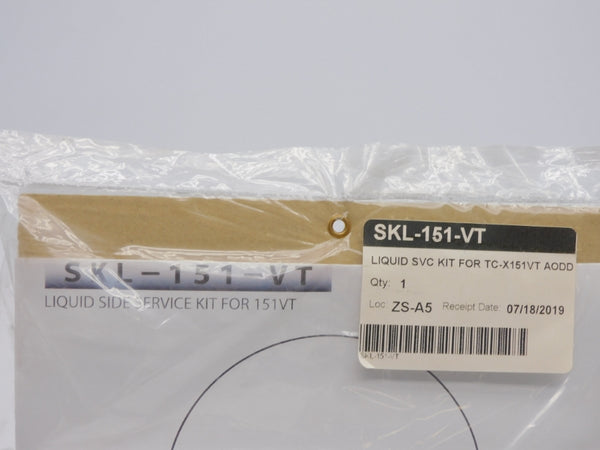 SKL-151-VT
LIQUID SIDE SERVICE KIT FOR 151VT
SKL-151-VT
LIQUID SVC KIT FOR TC-X151VT AODD
Qty: 1
Loc: ZS-A5 Receipt Date: 07/18/2019
SKL-151-VT